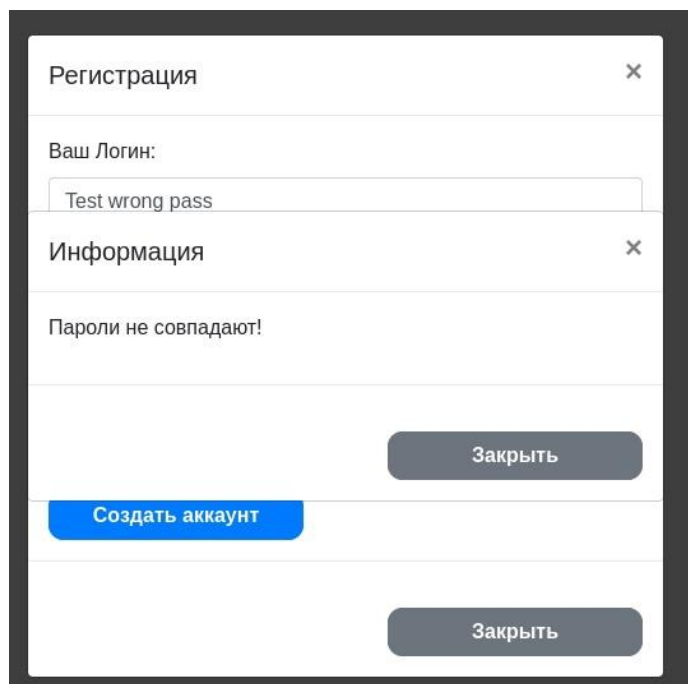 Регистрация
×
Ваш Логин:
Test wrong pass
Информация
×
Пароли не совпадают!
Закрыть
Создать аккаунт
Закрыть